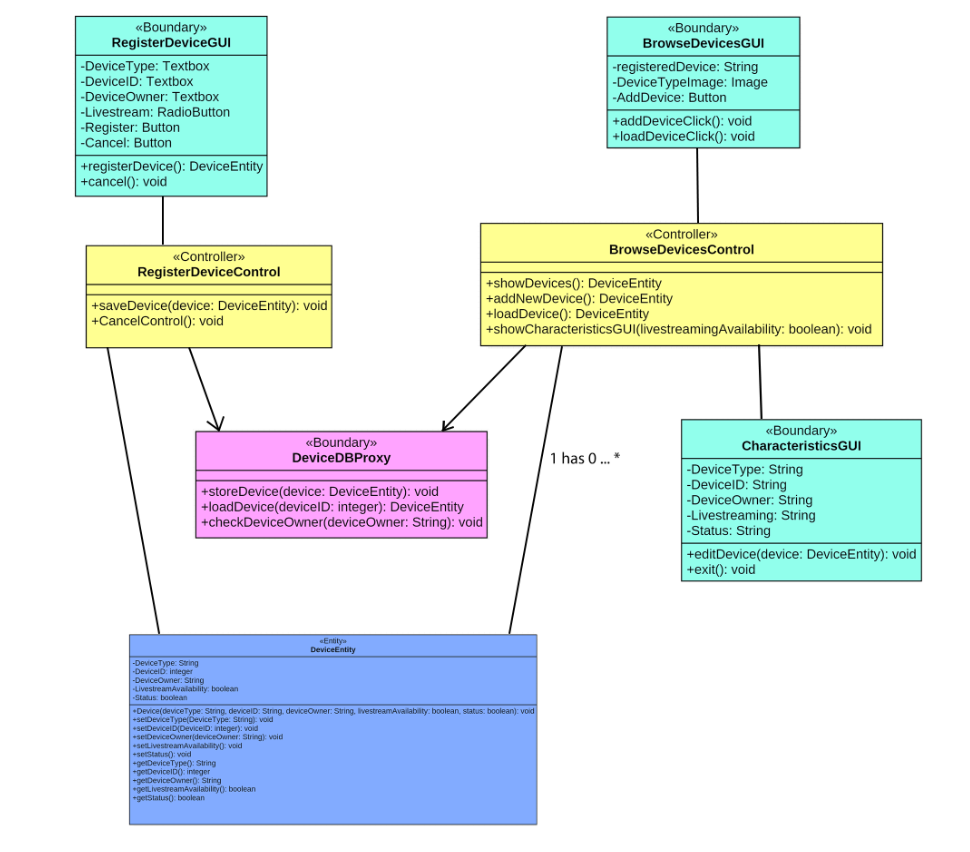 «Boundary»
RegisterDeviceGUI
-DeviceType: Textbox
-DeviceID: Textbox
-DeviceOwner: Textbox
-Livestream: RadioButton
-Register: Button
-Cancel: Button
+registerDevice(): DeviceEntity
+cancel(): void
«Boundary»
BrowseDevicesGUI
-registeredDevice: String
-DeviceTypeImage: Image
-AddDevice: Button
+addDeviceClick(): void
+loadDeviceClick(): void
«Controller»
RegisterDeviceControl
+saveDevice(device: DeviceEntity): void
+CancelControl(): void
«Controller»
BrowseDevicesControl
+showDevices(): DeviceEntity
+addNewDevice(): DeviceEntity
+loadDevice(): DeviceEntity
+showCharacteristicsGUI(livestreamingAvailability: boolean): void
«Boundary»
DeviceDBProxy
+storeDevice(device: DeviceEntity): void
+loadDevice(deviceID: integer): DeviceEntity
+checkDeviceOwner(deviceOwner: String): void
1 has 0 ... *
«Boundary»
CharacteristicsGUI
-DeviceType: String
-DeviceID: String
-DeviceOwner: String
-Livestreaming: String
-Status: String
+editDevice(device: DeviceEntity): void
+exit(): void
«Entity»
DeviceEntity
-DeviceType: String
-DeviceID: integer
-DeviceOwner: String
-LivestreamAvailability: boolean
-Status: boolean
+Device(deviceType: String, deviceID: String, deviceOwner: String, livestreamAvailability: boolean, status: boolean): void
+setDeviceType(DeviceType: String): void
+setDeviceID(DeviceID: integer): void
+setDeviceOwner(deviceOwner: String): void
+setLivestreamAvailability(): void
+setStatus(): void
+getDeviceType(): String
+getDeviceID(): integer
+getDeviceOwner(): String
+getLivestreamAvailability(): boolean
+getStatus(): boolean